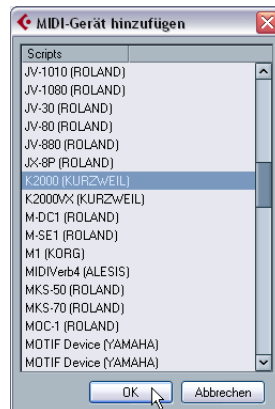 MIDI-Gerät hinzufügen
Scripts
JV-1010 (ROLAND)
JV-1080 (ROLAND)
JV-30 (ROLAND)
JV-80 (ROLAND)
JV-880 (ROLAND)
JX-8P (ROLAND)
K2000 (KURZWEIL)
K2000VX (KURZWEIL)
M-DC1 (ROLAND)
M-SE1 (ROLAND)
M1 (KORG)
MIDIVerb4 (ALESIS)
MKS-50 (ROLAND)
MKS-70 (ROLAND)
MOC-1 (ROLAND)
MOTIF Device (YAMAHA)
MOTIF Device (YAMAHA)
OK Abbrechen